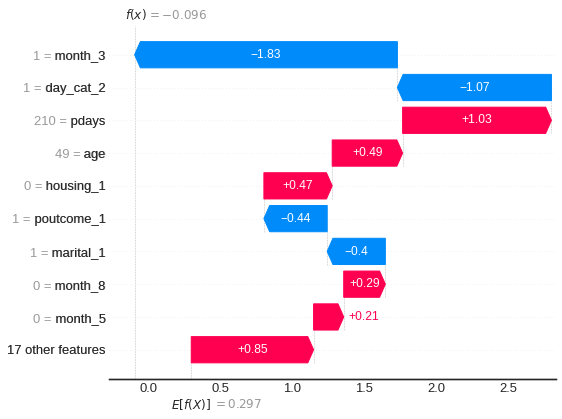 f(x) = −0.096
1 = month_3 −1.83
1 = day_cat_2 −1.07
210 = pdays +1.03
49 = age +0.49
0 = housing_1 +0.47
1 = poutcome_1 −0.44
1 = marital_1 −0.4
0 = month_8 +0.29
0 = month_5 +0.21
17 other features +0.85
0.0 0.5 1.0 1.5 2.0 2.5
E[f(X)] = 0.297